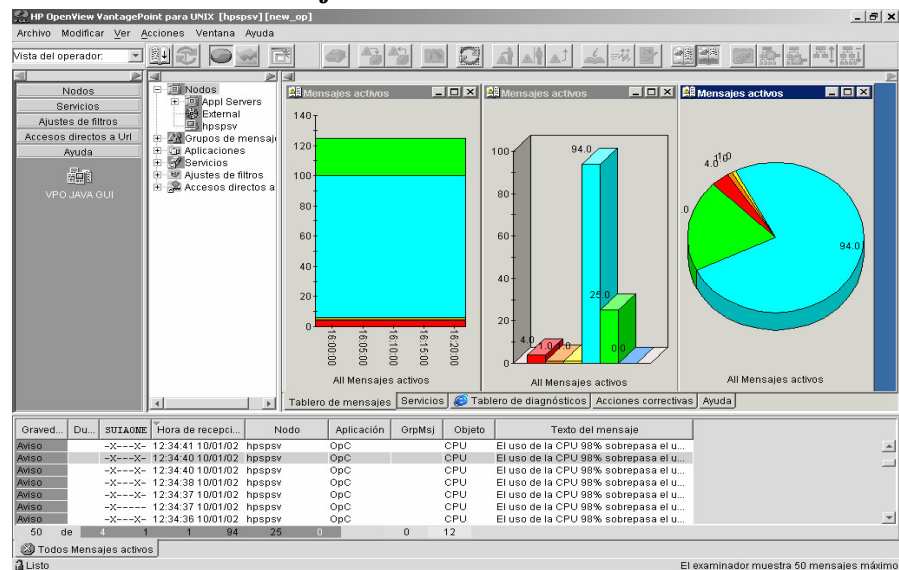 HP OpenView VantagePoint para UNIX [hpspsv] [new_op]
Archivo Modificar Ver Acciones Ventana Ayuda
Vista del operador:
Nodos
Servicios
Ajustes de filtros
Accesos directos a Url
Ayuda
VPO JAVA GUI
Nodos
Appl Servers
External
hpspsv
Grupos de mensaj
Aplicaciones
Servicios
Ajustes de filtros
Accesos directos a
Mensajes activos
140
120
100
80
60
40
20
0
16:00:00
16:05:00
16:10:00
16:15:00
16:20:00
All Mensajes activos
Mensajes activos
100
80
60
40
20
0
4.0
1.0
94.0
25.0
0.0
All Mensajes activos
Mensajes activos
4.0
.0
94.0
All Mensajes activos
Tablero de mensajes Servicios Tablero de diagnósticos Acciones correctivas Ayuda
Graved... Du... SUIAONE Hora de recepci... Nodo Aplicación GrpMsj Objeto Texto del mensaje
Aviso -X---X- 12:34:41 10/01/02 hpspsv OpC CPU El uso de la CPU 98% sobrepasa el u...
Aviso -X---X- 12:34:40 10/01/02 hpspsv OpC CPU El uso de la CPU 98% sobrepasa el u...
Aviso -X---X- 12:34:40 10/01/02 hpspsv OpC CPU El uso de la CPU 98% sobrepasa el u...
Aviso -X---X- 12:34:38 10/01/02 hpspsv OpC CPU El uso de la CPU 98% sobrepasa el u...
Aviso -X---X- 12:34:37 10/01/02 hpspsv OpC CPU El uso de la CPU 98% sobrepasa el u...
Aviso -X----- 12:34:37 10/01/02 hpspsv OpC CPU El uso de la CPU 98% sobrepasa el u...
Aviso -X---X- 12:34:36 10/01/02 hpspsv OpC CPU El uso de la CPU 98% sobrepasa el u...
50 de 4 1 1 94 25 0 0 12
Todos Mensajes activos
Listo El examinador muestra 50 mensajes máximo